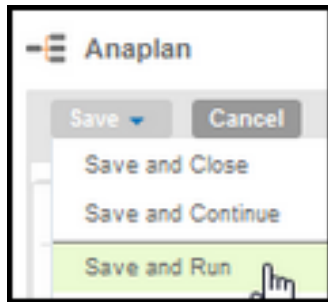 Anaplan
Save Cancel
Save and Close
Save and Continue
Save and Run